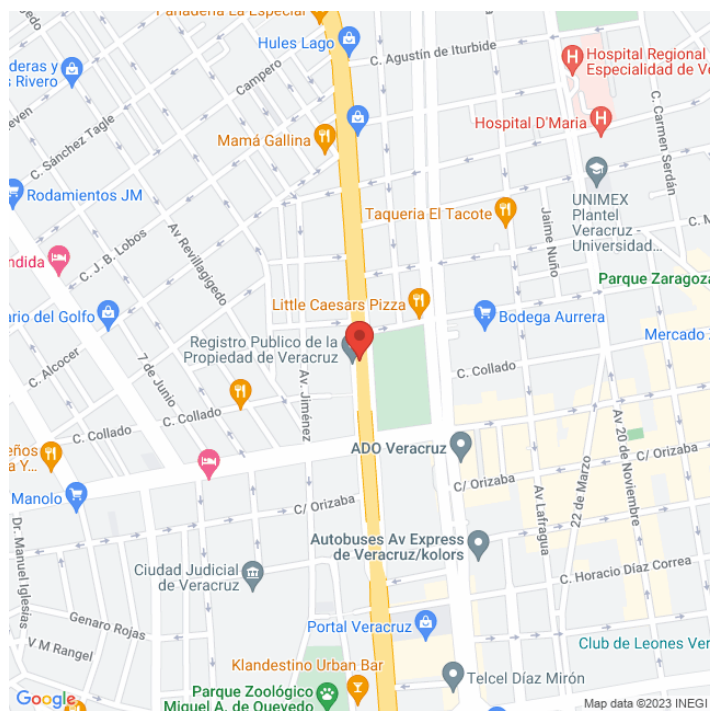 Panadería La Especial
Hules Lago
C. Agustín de Iturbide
Hospital Regional
Especialidad de Ve
deras y
s Rivero
Campero
C. Sánchez Tagle
Mamá Gallina
Hospital D'Maria
C. Carmen Serdán
Rodamientos JM
UNIMEX
Plantel
Veracruz -
Universidad...
Taqueria El Tacote
Jaime Nuño
C. M
C. J. B. Lobos
Av Revillagigedo
ndida
Parque Zaragoza
Little Caesars Pizza
ario del Golfo
Bodega Aurrera
Registro Publico de la
Propiedad de Veracruz
Mercado
C. Alcocer
7 de Junio
Av. Jiménez
C. Collado
C. Collado
ADO Veracruz
Av 20 de Noviembre
eños
a Y...
C/ Orizaba
C/ Orizaba
Manolo
C/ Orizaba
Av Lafragua
22 de Marzo
Dr. Manuel Iglesias
Autobuses Av Express
de Veracruz/kolors
Ciudad Judicial
de Veracruz
C. Horacio Díaz Correa
Genaro Rojas
Portal Veracruz
V M Rangel
Club de Leones Ver
Klandestino Urban Bar
Telcel Díaz Mirón
Parque Zoológico
Miguel A. de Quevedo
Google
Map data ©2023 INEGI